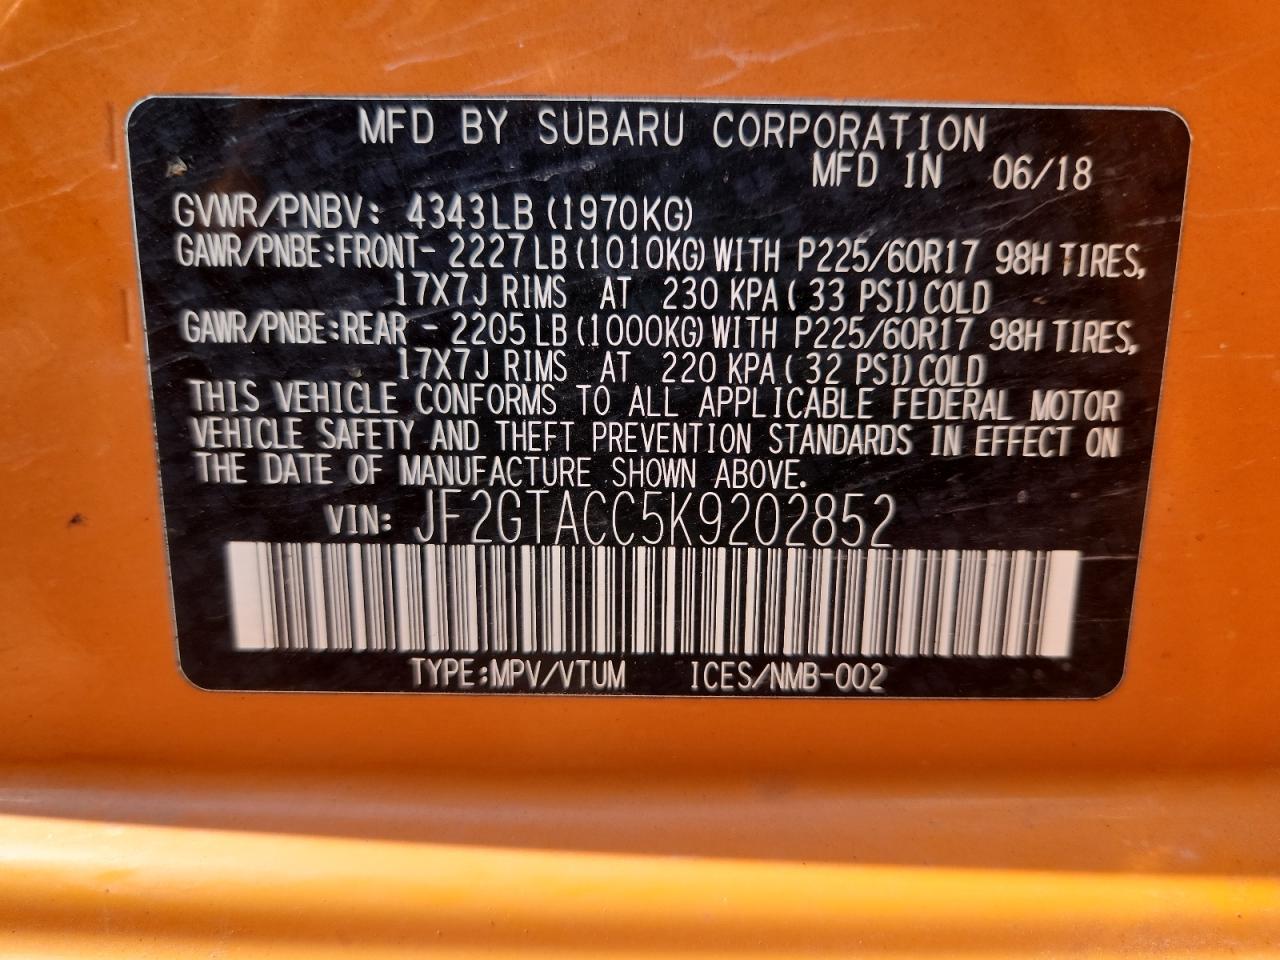 MFD BY SUBARU CORPORATION
MFD IN 06/18
GVWR/PNBV: 4343LB (1970KG)
GAWR/PNBE:FRONT- 2227LB (1010KG)WITH P225/60R17 98H TIRES,
17X7J RIMS AT 230 KPA( 33 PSI)COLD
GAWR/PNBE:REAR - 2205LB (1000KG)WITH P225/60R17 98H TIRES,
17X7J RIMS AT 220 KPA( 32 PSI)COLD
THIS VEHICLE CONFORMS TO ALL APPLICABLE FEDERAL MOTOR
VEHICLE SAFETY AND THEFT PREVENTION STANDARDS IN EFFECT ON
THE DATE OF MANUFACTURE SHOWN ABOVE.
VIN: JF2GTACC5K9202852
TYPE:MPV/VTUM ICES/NMB-002